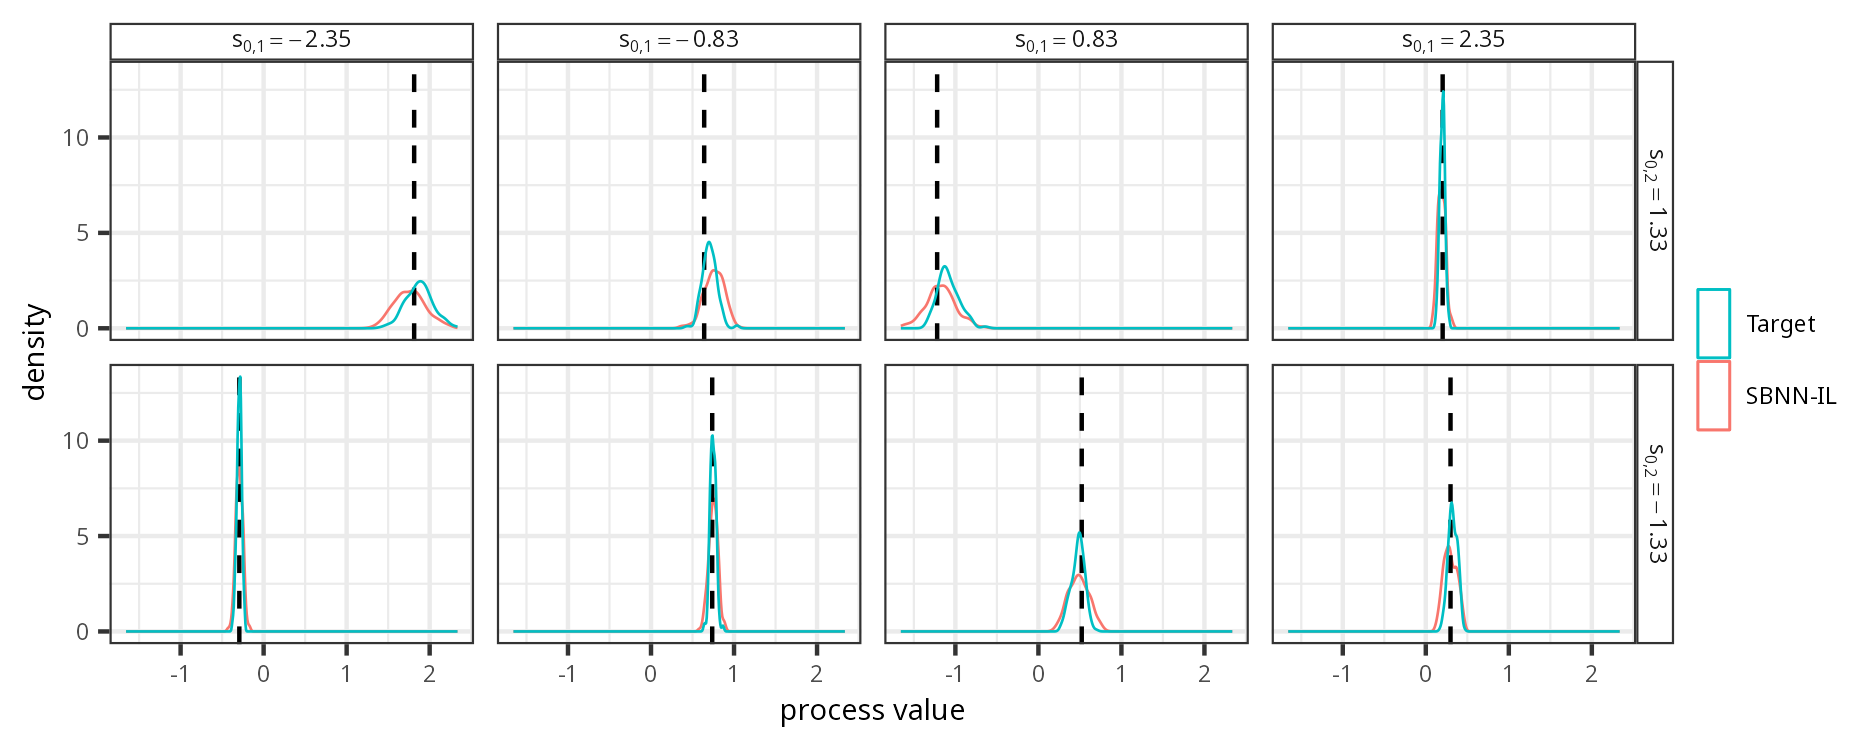 s0,1 = −2.35
s0,1 = −0.83
s0,1 = 0.83
s0,1 = 2.35
10
5
0
s0,2 = 1.33
10
5
0
s0,2 = −1.33
density
-1 0 1 2
-1 0 1 2
-1 0 1 2
-1 0 1 2
process value
Target
SBNN-IL